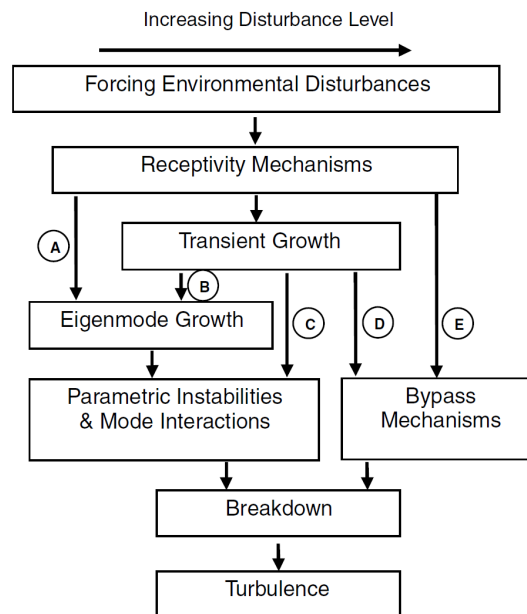 Increasing Disturbance Level
Forcing Environmental Disturbances
Receptivity Mechanisms
A
Transient Growth
B
Eigenmode Growth
C
D
E
Parametric Instabilities
& Mode Interactions
Bypass
Mechanisms
Breakdown
Turbulence